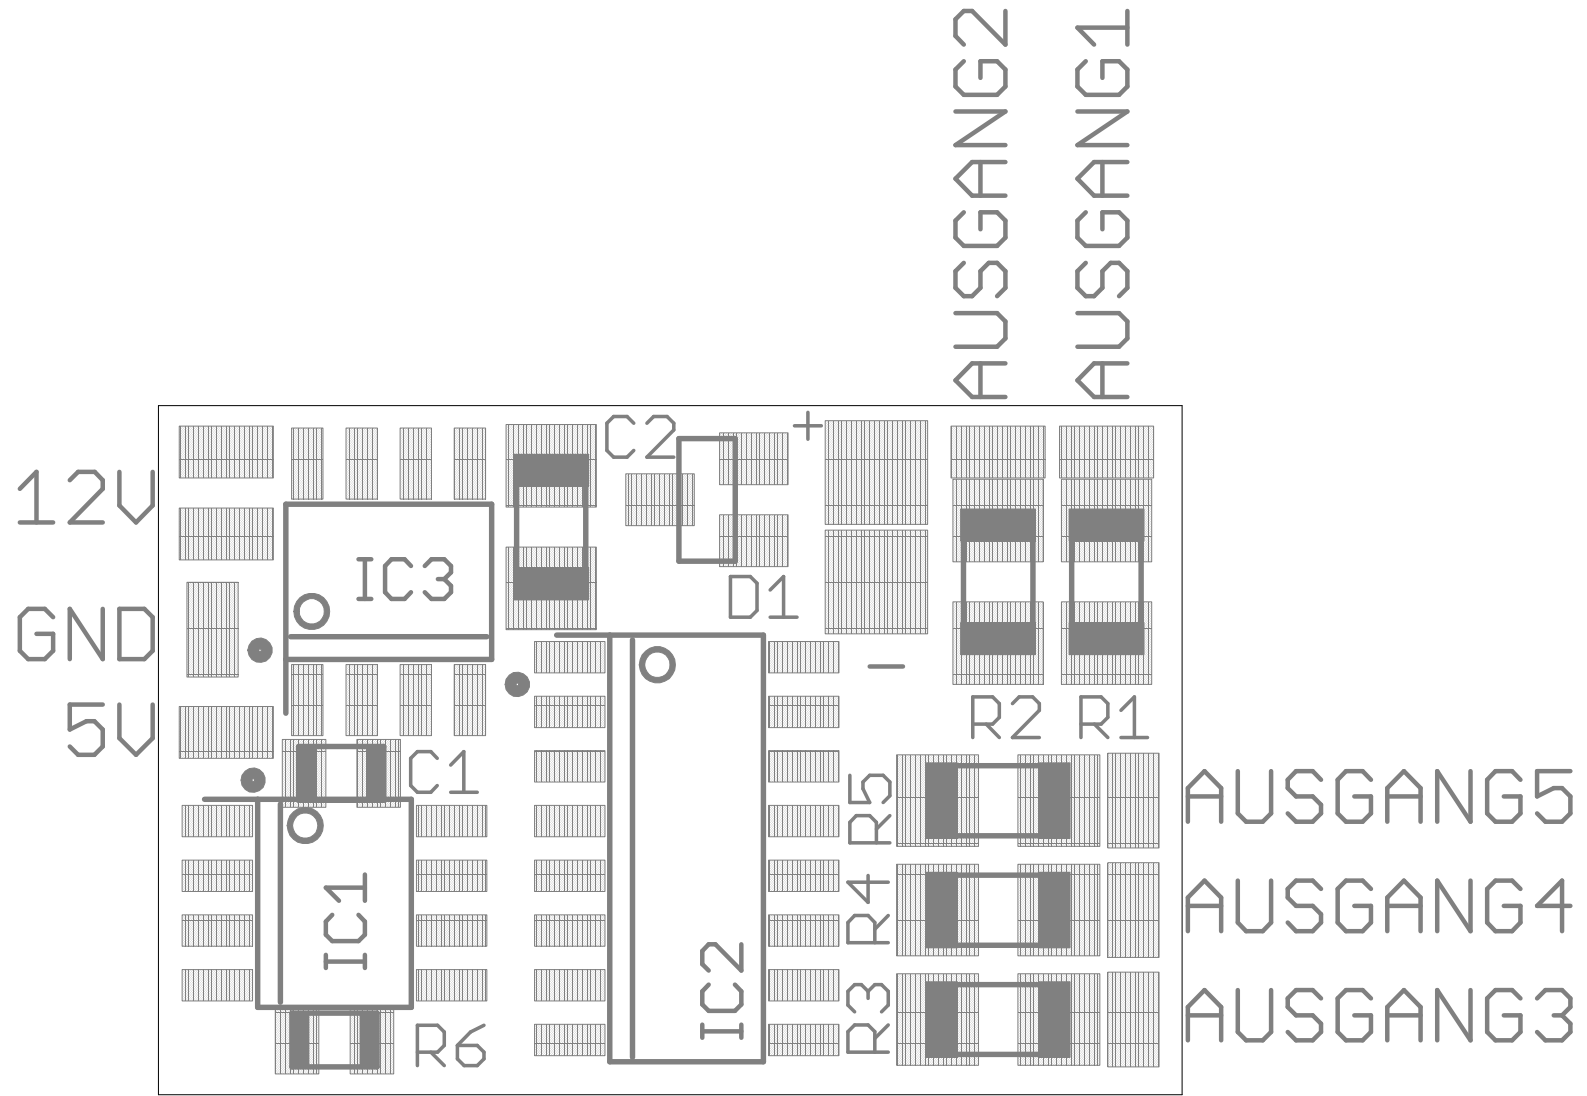 AUSGANG2
AUSGANG1
C2
+
12V
IC3
D1
GND
−
5V
R2
R1
C1
R5
AUSGANG5
IC1
R4
AUSGANG4
IC2
R3
AUSGANG3
R6